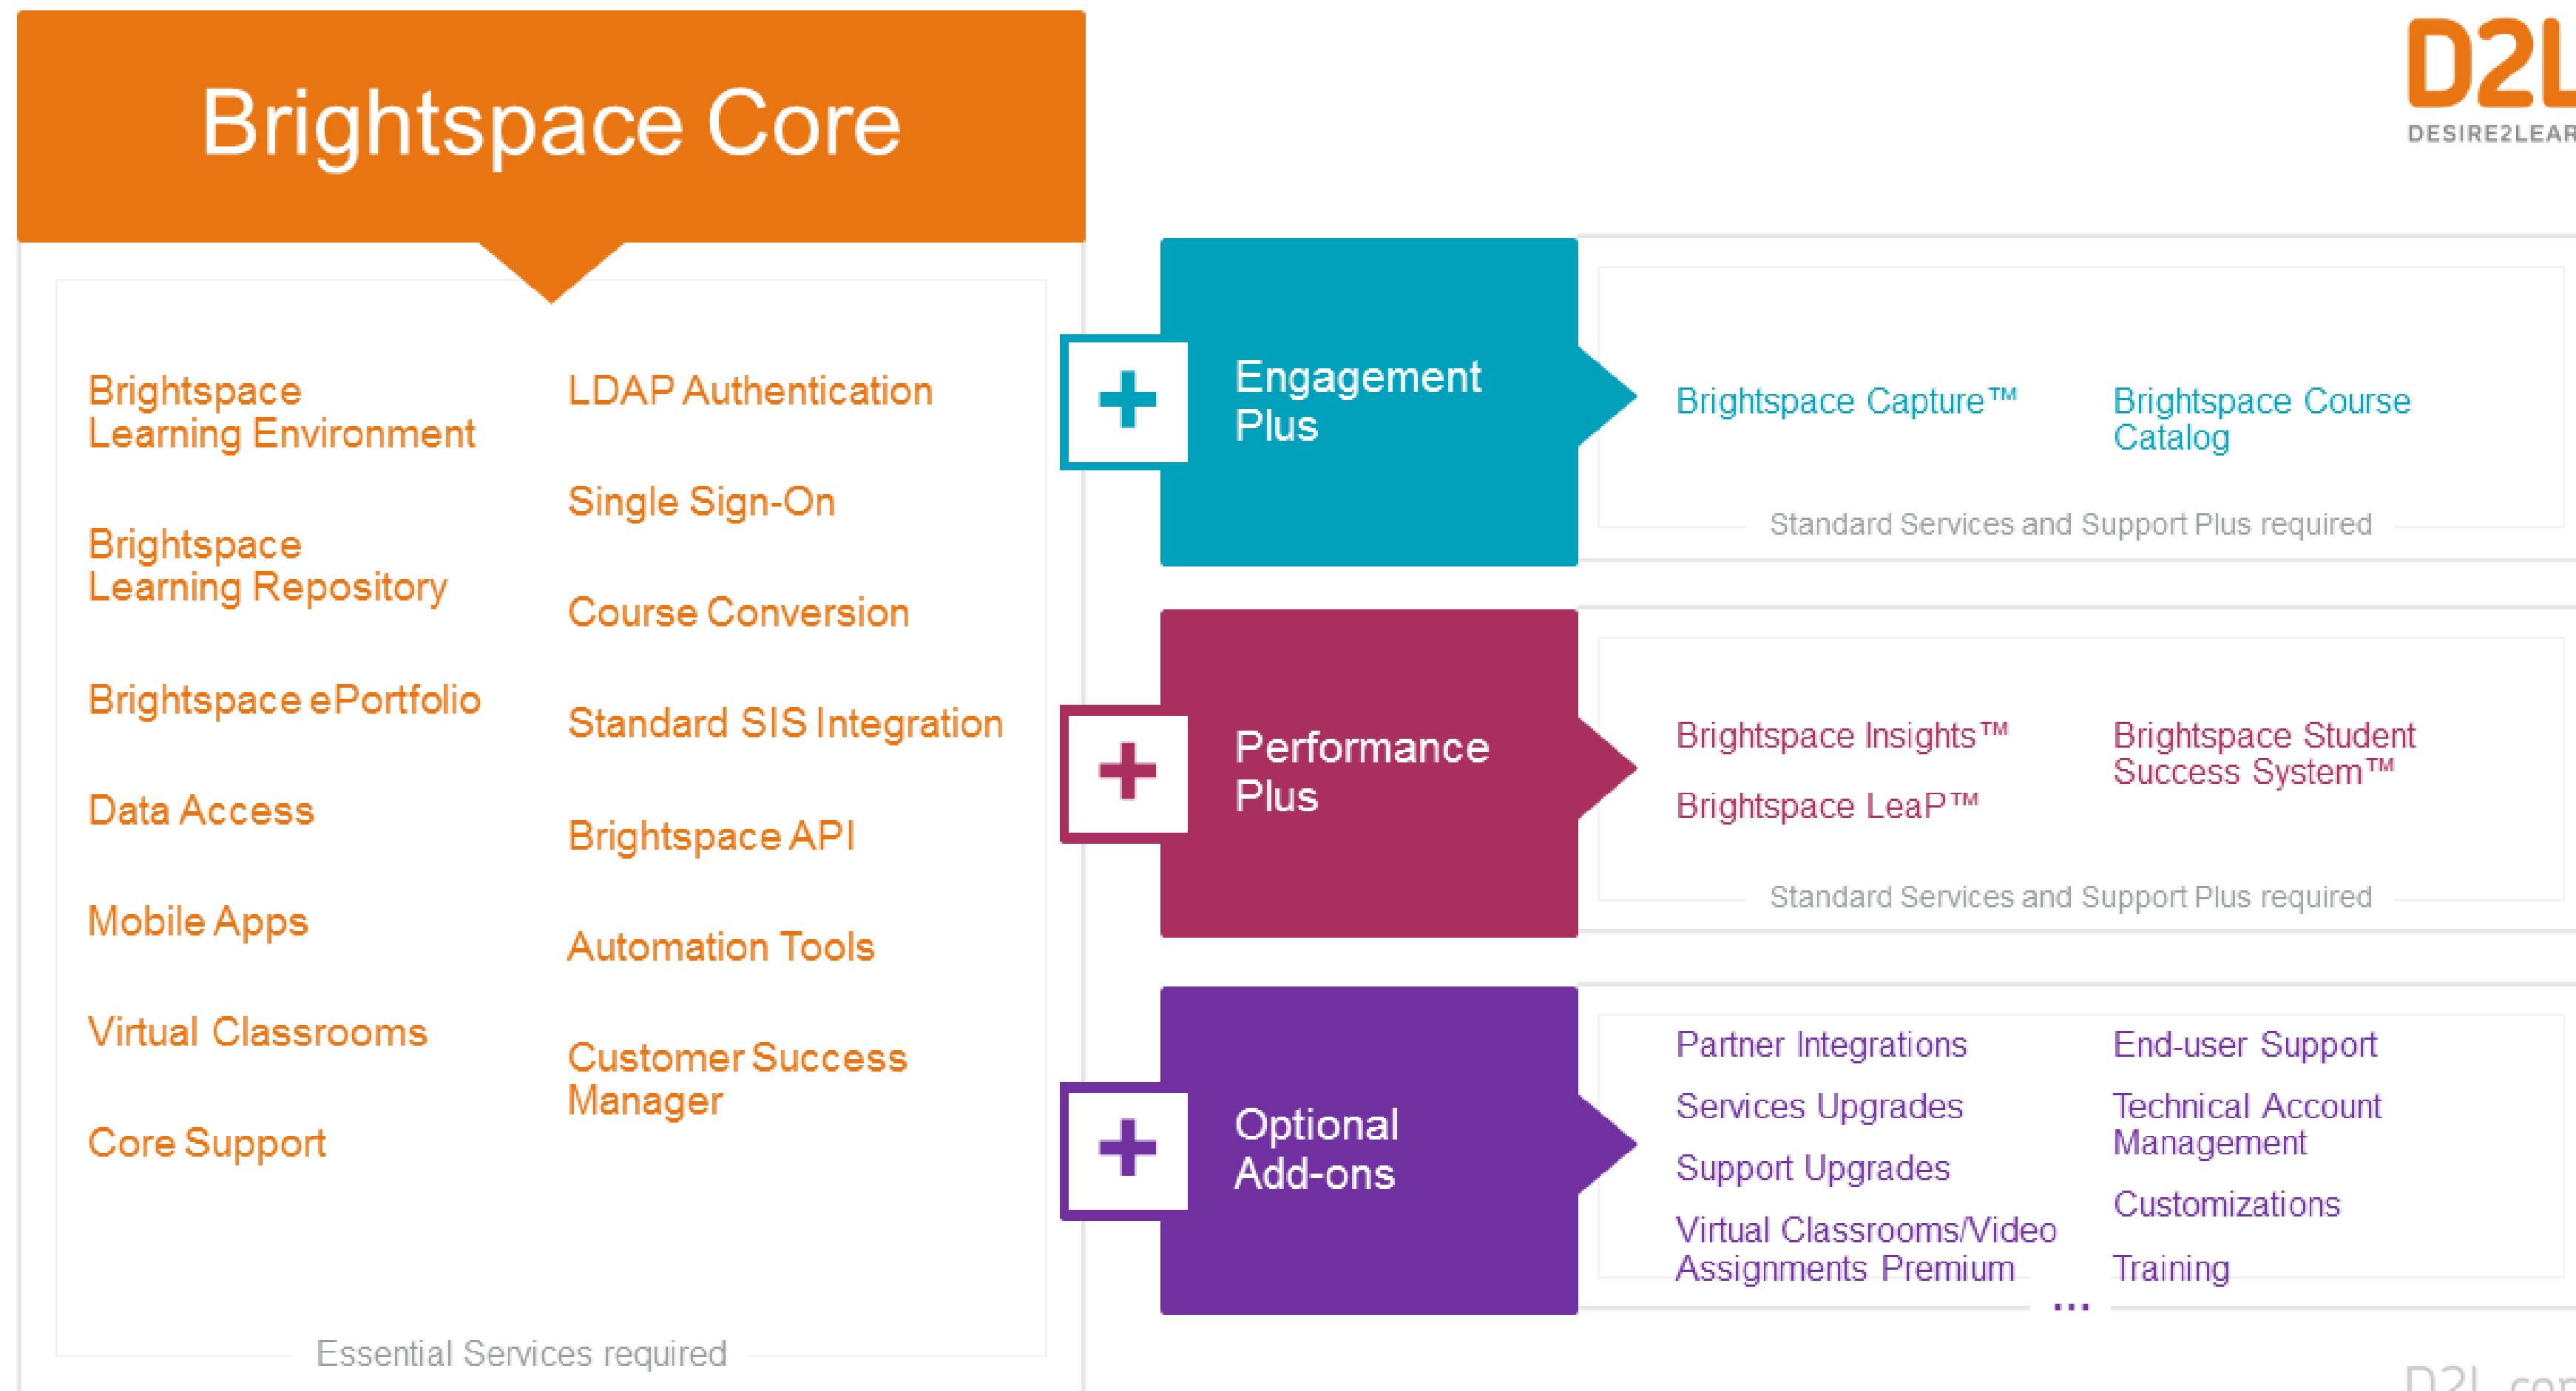 Brightspace Core
D2L
DESIRE2LEAR
Brightspace
Learning Environment
Brightspace
Learning Repository
Brightspace ePortfolio
Data Access
Mobile Apps
Virtual Classrooms
Core Support
LDAP Authentication
Single Sign-On
Course Conversion
Standard SIS Integration
Brightspace API
Automation Tools
Customer Success
Manager
Essential Services required
+
Engagement
Plus
Brightspace Capture™
Brightspace Course
Catalog
Standard Services and Support Plus required
+
Performance
Plus
Brightspace Insights™
Brightspace LeaP™
Brightspace Student
Success System™
Standard Services and Support Plus required
+
Optional
Add-ons
Partner Integrations
Services Upgrades
Support Upgrades
Virtual Classrooms/Video
Assignments Premium
End-user Support
Technical Account
Management
Customizations
Training
...